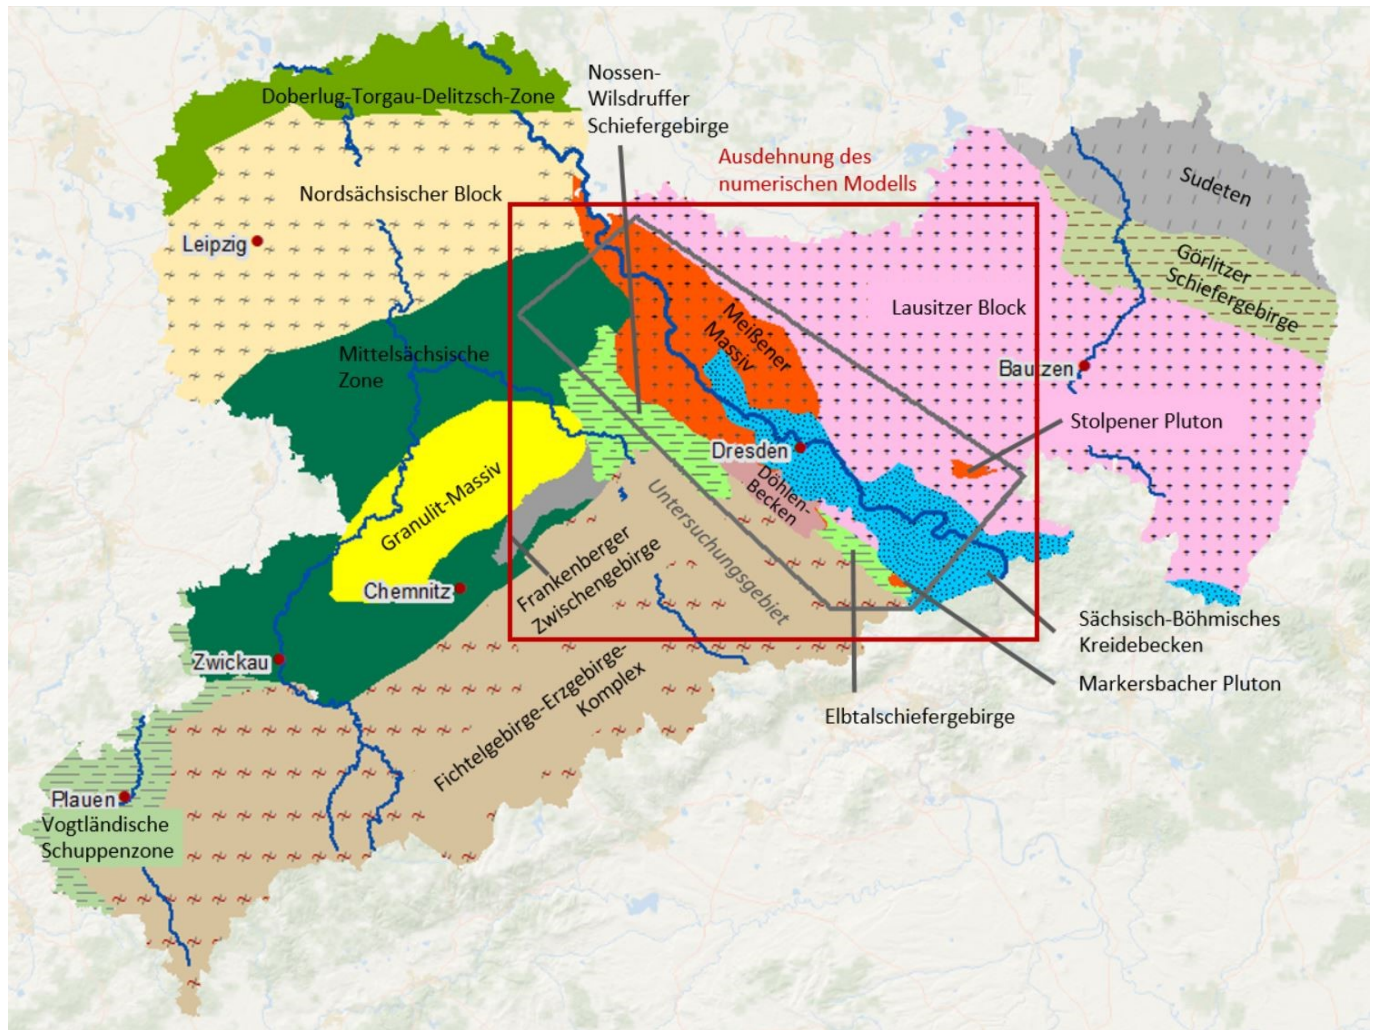 Nossen-
Wilsdruffer
Schiefergebirge
Doberlug-Torgau-Delitzsch-Zone
Ausdehnung des
numerischen Modells
Sudeten
Nordsächsischer Block
Leipzig
Görlitzer
Schiefergebirge
Lausitzer Block
Meißener
Massiv
Mittelsächsische
Zone
Bautzen
Stolpener Pluton
Dresden
Döhlen-
Becken
Granulit-Massiv
Untersuchungsgebiet
Frankenberger
Zwischengebirge
Chemnitz
Sächsisch-Böhmisches
Kreidebecken
Zwickau
Markersbacher Pluton
Elbtalschiefergebirge
Fichtelgebirge-Erzgebirge-
Komplex
Plauen
Vogtländische
Schuppenzone